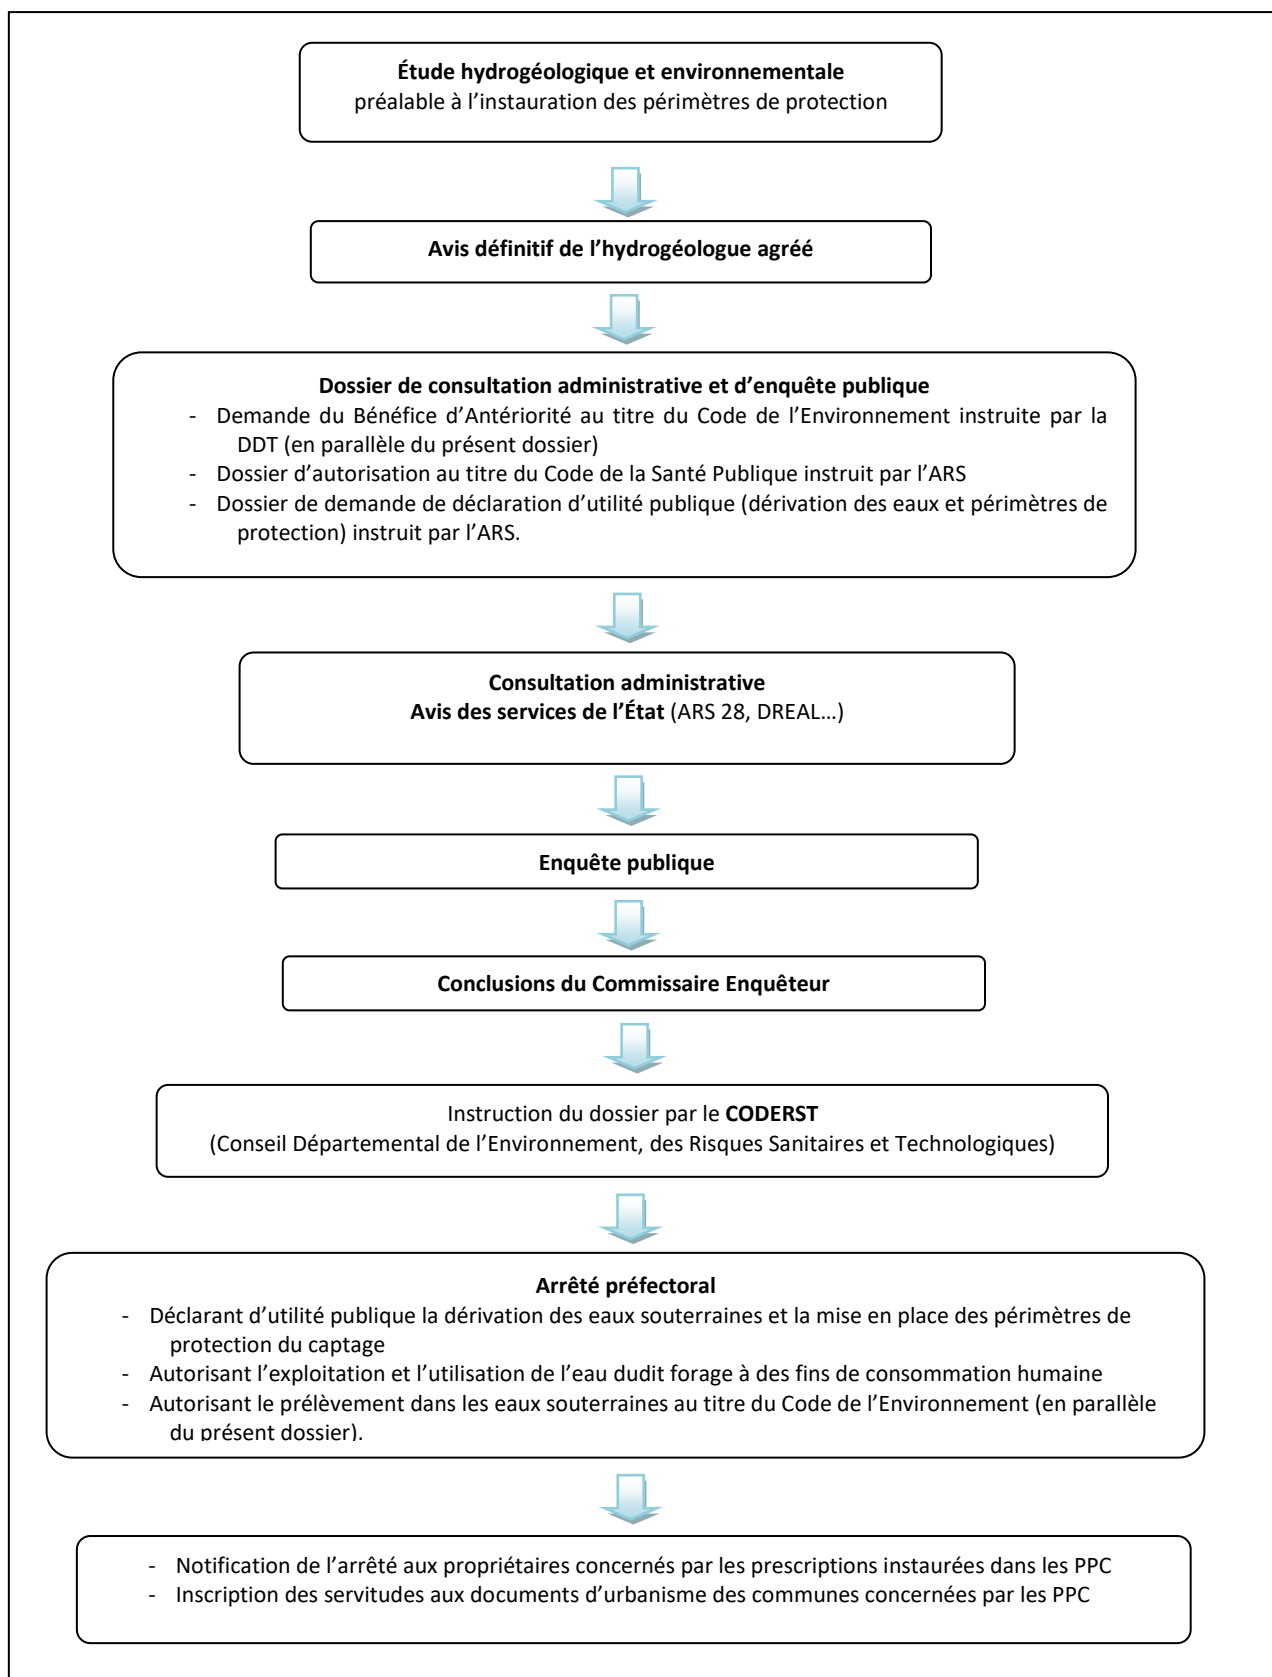 Étude hydrogéologique et environnementale
préalable à l’instauration des périmètres de protection
Avis définitif de l’hydrogéologue agréé
Dossier de consultation administrative et d’enquête publique
- Demande du Bénéfice d’Antériorité au titre du Code de l’Environnement instruite par la
DDT (en parallèle du présent dossier)
- Dossier d’autorisation au titre du Code de la Santé Publique instruit par l’ARS
- Dossier de demande de déclaration d’utilité publique (dérivation des eaux et périmètres de
protection) instruit par l’ARS.
Consultation administrative
Avis des services de l’État (ARS 28, DREAL…)
Enquête publique
Conclusions du Commissaire Enquêteur
Instruction du dossier par le CODERST
(Conseil Départemental de l’Environnement, des Risques Sanitaires et Technologiques)
Arrêté préfectoral
- Déclarant d’utilité publique la dérivation des eaux souterraines et la mise en place des périmètres de
protection du captage
- Autorisant l’exploitation et l’utilisation de l’eau dudit forage à des fins de consommation humaine
- Autorisant le prélèvement dans les eaux souterraines au titre du Code de l’Environnement (en parallèle
du présent dossier).
- Notification de l’arrêté aux propriétaires concernés par les prescriptions instaurées dans les PPC
- Inscription des servitudes aux documents d’urbanisme des communes concernées par les PPC